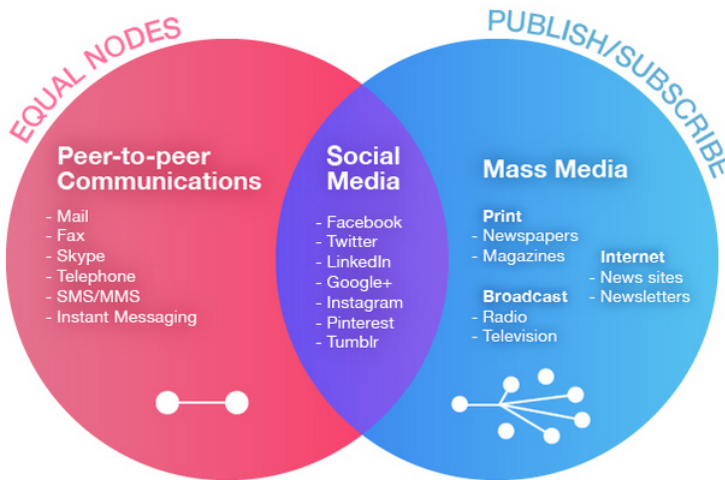 EQUAL NODES
PUBLISH/SUBSCRIBE
Peer-to-peer
Communications
- Mail
- Fax
- Skype
- Telephone
- SMS/MMS
- Instant Messaging
Social
Media
- Facebook
- Twitter
- LinkedIn
- Google+
- Instagram
- Pinterest
- Tumblr
Mass Media
Print
- Newspapers
- Magazines
Broadcast
- Radio
- Television
Internet
- News sites
- Newsletters